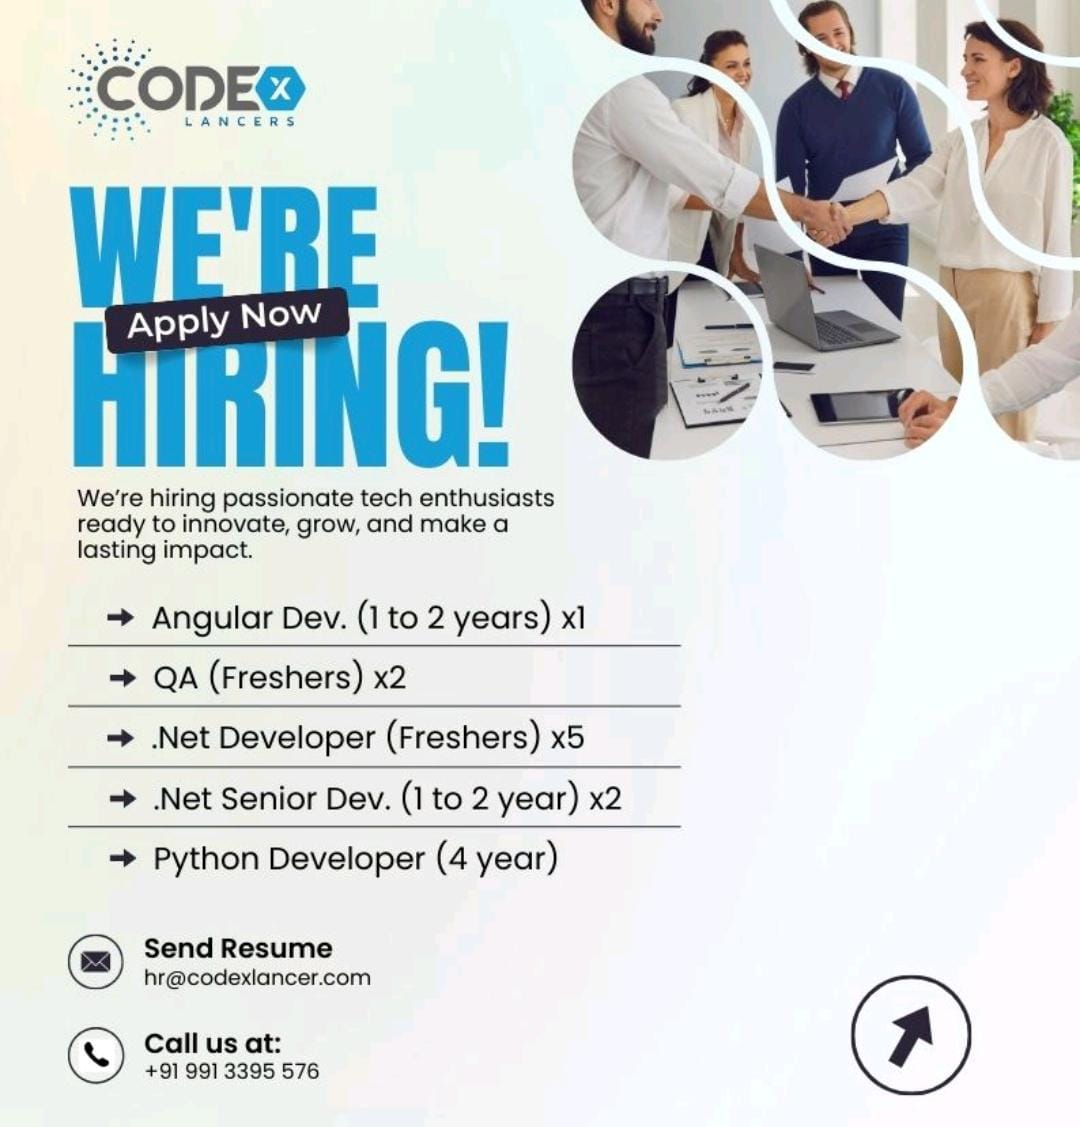 CODEX
LANCERS
WE'RE
Apply Now
HIRING!
We're hiring passionate tech enthusiasts
ready to innovate, grow, and make a
lasting impact.
Angular Dev. (1 to 2 years) x1
QA (Freshers) x2
.Net Developer (Freshers) x5
.Net Senior Dev. (1 to 2 year) x2
Python Developer (4 year)
Send Resume
hr@codexlancer.com
Call us at:
+91 991 3395 576